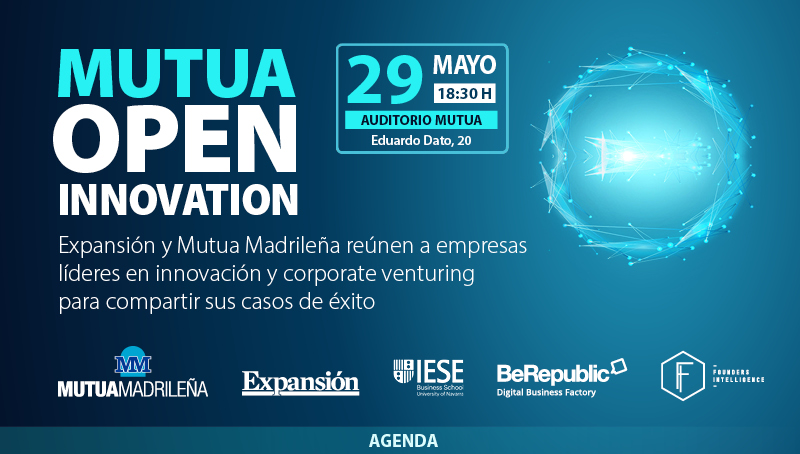 MUTUA
OPEN
INNOVATION
29
MAYO
18:30 H
AUDITORIO MUTUA
Eduardo Dato, 20
Expansión y Mutua Madrileña reúnen a empresas
líderes en innovación y corporate venturing
para compartir sus casos de éxito
MM
MUTUAMADRILEÑA
Expansión
IESE
Business School
University of Navarra
BeRepublic
Digital Business Factory
F
FOUNDERS
INTELLIGENCE
AGENDA